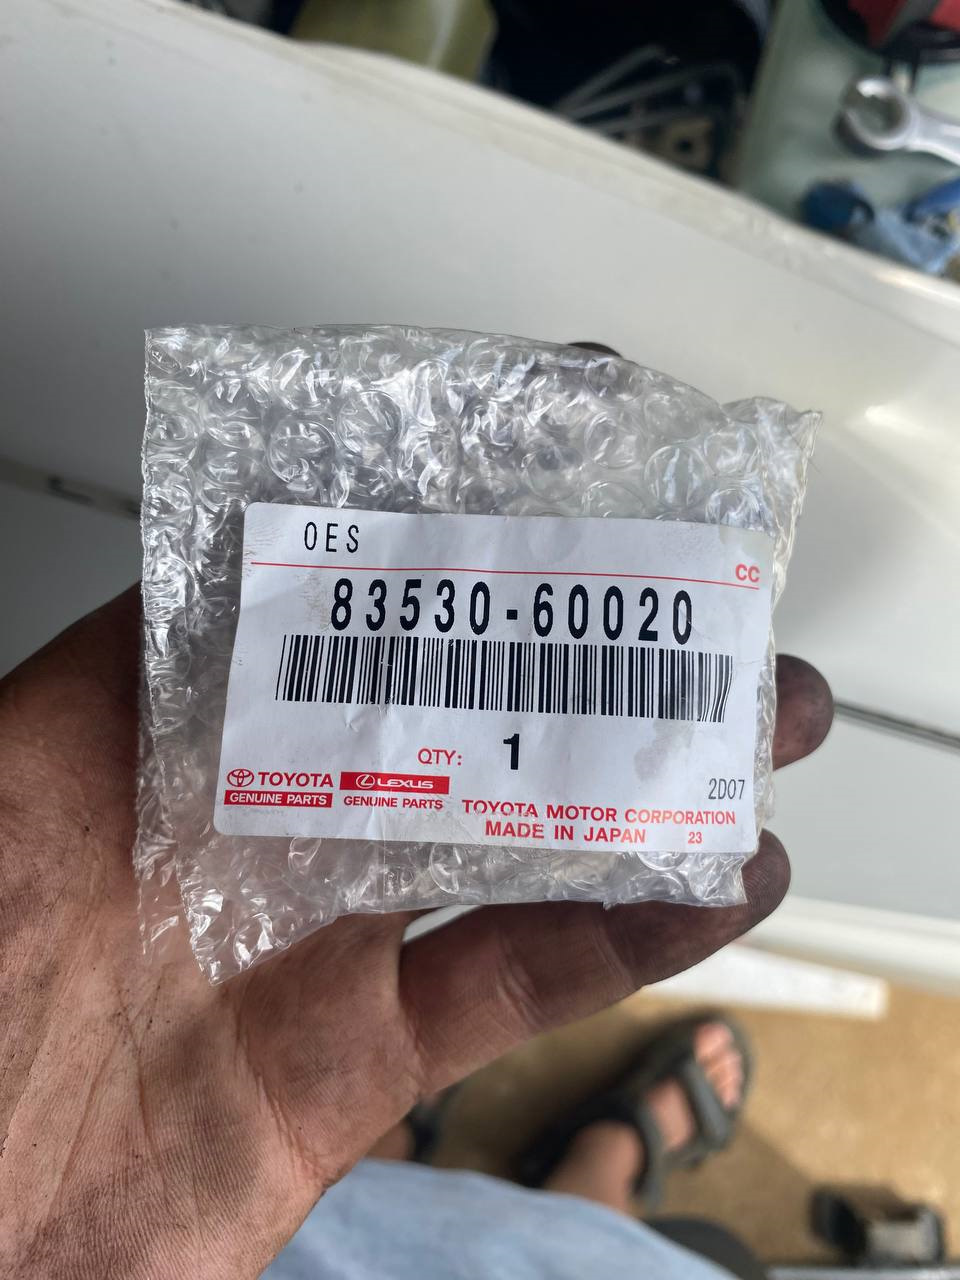 OES
CC
83530-60020
QTY: 1
TOYOTA LEXUS
GENUINE PARTS GENUINE PARTS
2D07
TOYOTA MOTOR CORPORATION
MADE IN JAPAN 23